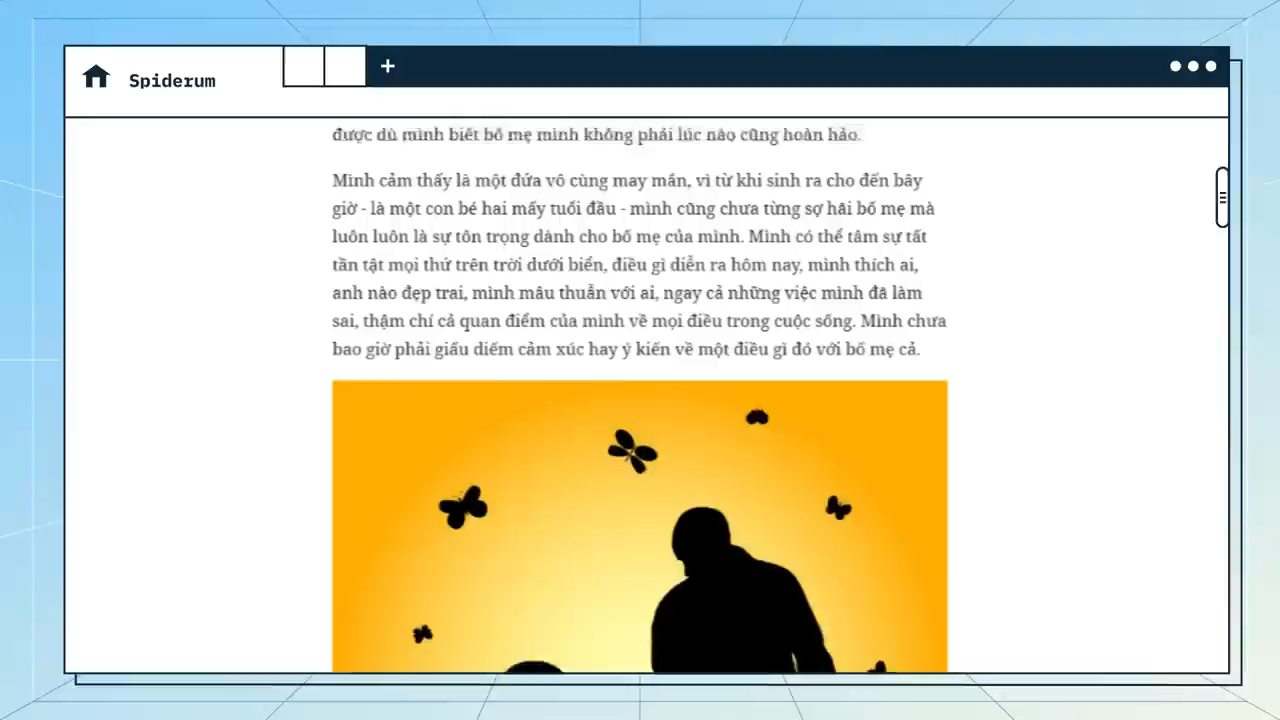 Spiderum
được dù mình biết bố mẹ mình không phải lúc nào cũng hoàn hảo.
Mình cảm thấy là một đứa vô cùng may mắn, vì từ khi sinh ra cho đến bây
giờ - là một con bé hai mấy tuổi đầu - mình cũng chưa từng sợ hãi bố mẹ mà
luôn luôn là sự tôn trọng dành cho bố mẹ của mình. Mình có thể tâm sự tất
tần tật mọi thứ trên trời dưới biển, điều gì diễn ra hôm nay, mình thích ai,
anh nào đẹp trai, mình mâu thuẫn với ai, ngay cả những việc mình đã làm
sai, thậm chí cả quan điểm của mình về mọi điều trong cuộc sống. Mình chưa
bao giờ phải giấu diếm cảm xúc hay ý kiến về một điều gì đó với bố mẹ cả.